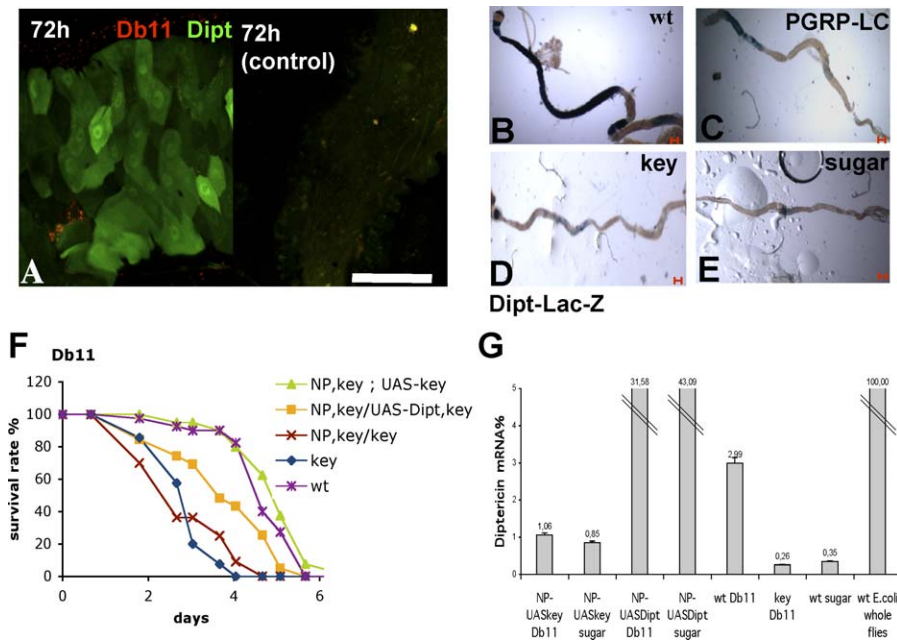 72h Db11 Dipt 72h
(control)
A
wt
B
PGRP-LC
C
key
D
sugar
E
Dipt-Lac-Z
F Db11
120
100
80
60
40
20
0
survival rate %
0 2 4 6
days
NP,key ; UAS-key
NP,key/UAS-Dipt,key
NP,key/key
key
wt
G
Diptericin mRNA%
5
4
3
2
1
0
1,06
0,85
31,58
43,09
2,99
0,26
0,35
100,00
NP-
UASkey
Db11
NP-
UASkey
sugar
NP-
UASDipt
Db11
NP-
UASDipt
sugar
wt Db11
key
Db11
wt sugar
wt E.coli
whole
flies